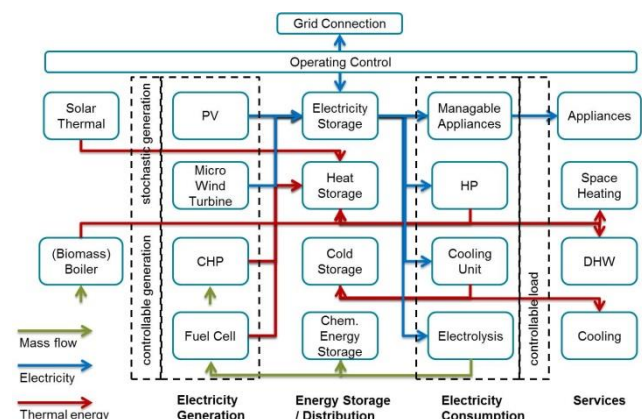 Grid Connection
Operating Control
Solar
Thermal
stochastic generation
PV
Electricity
Storage
Managable
Appliances
Appliances
Micro
Wind
Turbine
Heat
Storage
HP
Space
Heating
(Biomass)
Boiler
controllable generation
CHP
Cold
Storage
Cooling
Unit
controllable load
DHW
Fuel Cell
Chem.
Energy
Storage
Electrolysis
Cooling
Mass flow
Electricity
Thermal energy
Electricity
Generation
Energy Storage
/ Distribution
Electricity
Consumption
Services